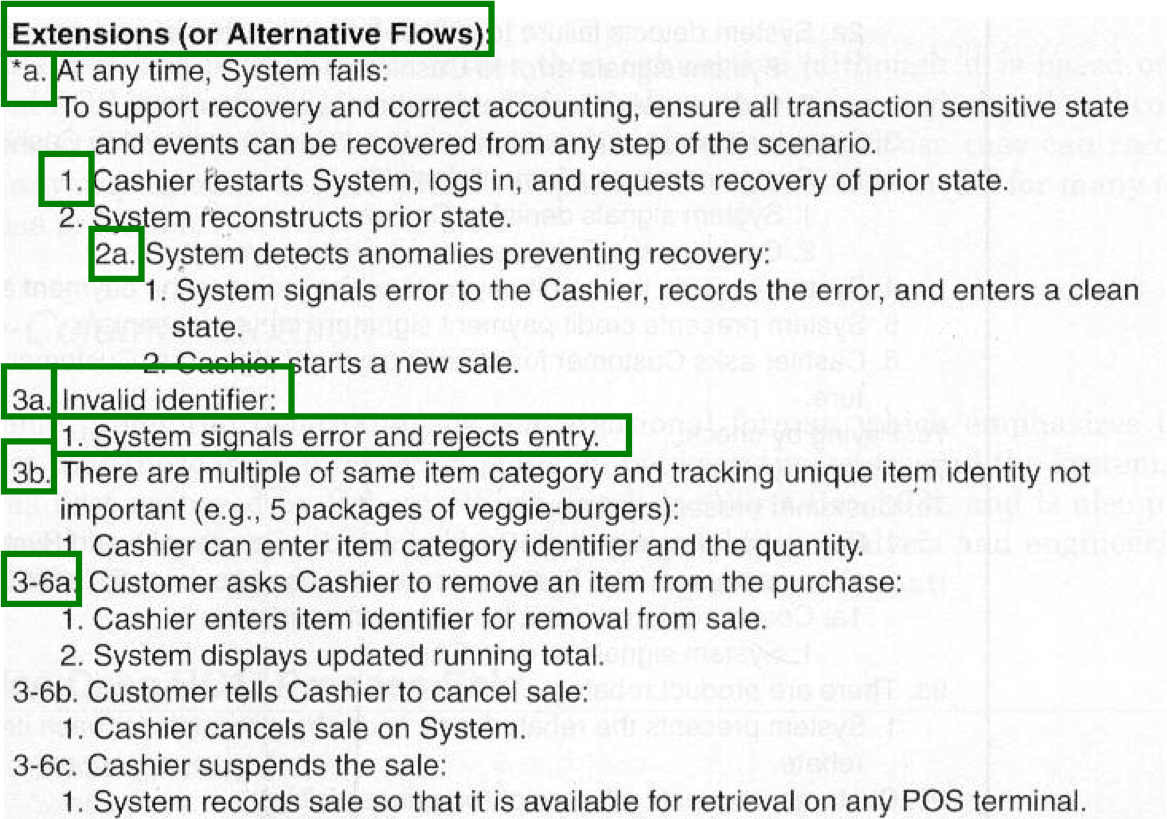 Extensions (or Alternative Flows):
*a. At any time, System fails:
To support recovery and correct accounting, ensure all transaction sensitive state
and events can be recovered from any step of the scenario.
1. Cashier restarts System, logs in, and requests recovery of prior state.
2. System reconstructs prior state.
2a. System detects anomalies preventing recovery:
1. System signals error to the Cashier, records the error, and enters a clean
state.
2. Cashier starts a new sale.
3a. Invalid identifier:
1. System signals error and rejects entry.
3b. There are multiple of same item category and tracking unique item identity not
important (e.g., 5 packages of veggie-burgers):
1. Cashier can enter item category identifier and the quantity.
3-6a: Customer asks Cashier to remove an item from the purchase:
1. Cashier enters item identifier for removal from sale.
2. System displays updated running total.
3-6b. Customer tells Cashier to cancel sale:
1. Cashier cancels sale on System.
3-6c. Cashier suspends the sale:
1. System records sale so that it is available for retrieval on any POS terminal.